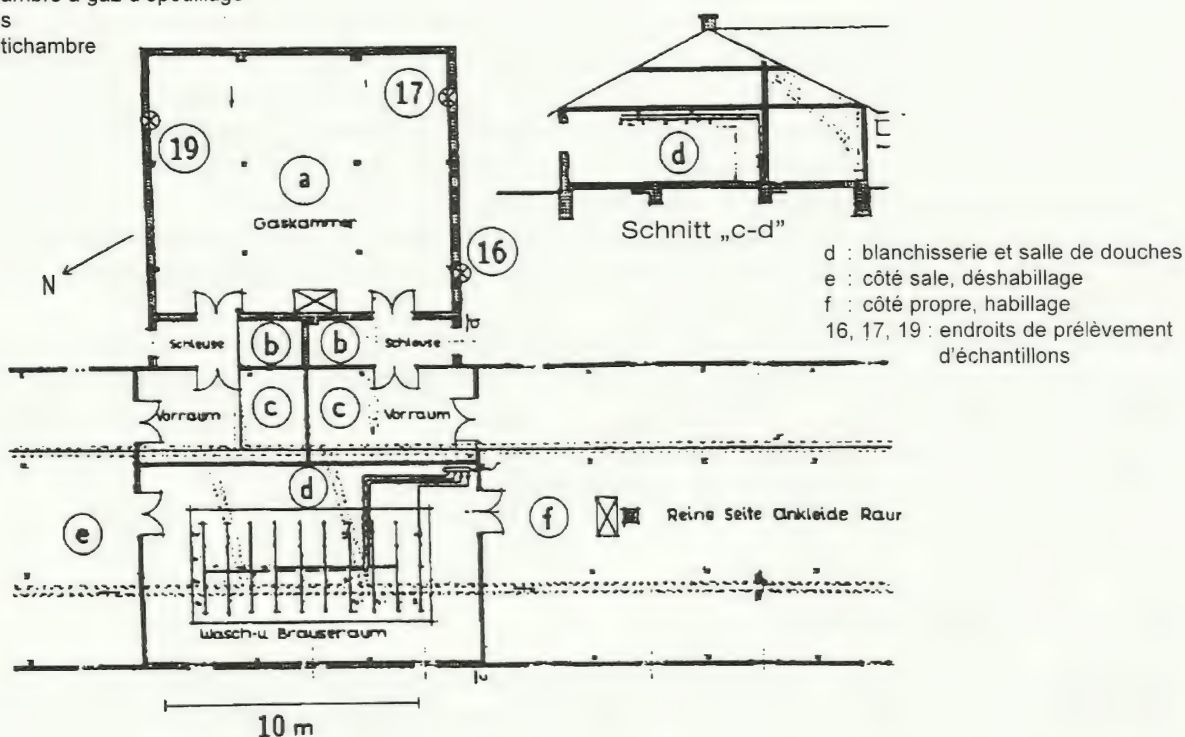 ambre à gaz d'épouillage
s
tichambre
17
19
a
Gaskammer
16
N
d
Schnitt „c-d"
d : blanchisserie et salle de douches
e : côté sale, déshabillage
f : côté propre, habillage
16, 17, 19 : endroits de prélèvement
d'échantillons
Schleuse
b
b
Schleuse
Vorraum
c
c
Vorraum
d
e
f
Reine Seite Ankleide Raur
Wasch-u Brauseraum
10 m